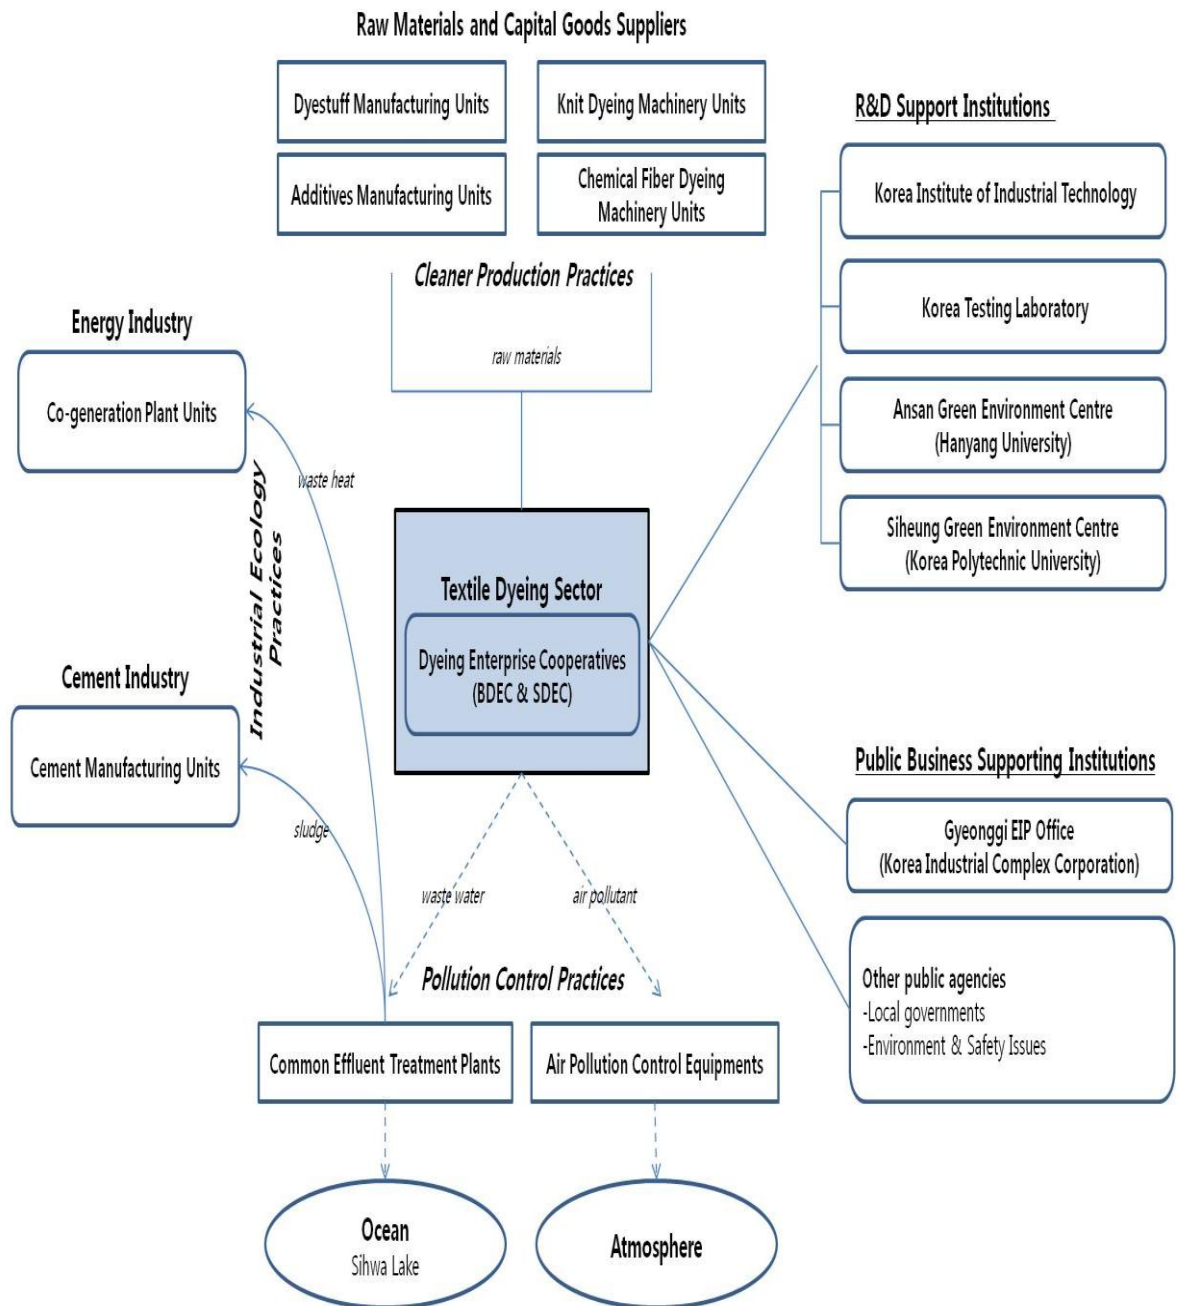 Raw Materials and Capital Goods Suppliers
Dyestuff Manufacturing Units
Knit Dyeing Machinery Units
Additives Manufacturing Units
Chemical Fiber Dyeing
Machinery Units
Cleaner Production Practices
raw materials
R&D Support Institutions
Korea Institute of Industrial Technology
Korea Testing Laboratory
Ansan Green Environment Centre
(Hanyang University)
Siheung Green Environment Centre
(Korea Polytechnic University)
Energy Industry
Co-generation Plant Units
waste heat
Industrial Ecology
Practices
Cement Industry
Cement Manufacturing Units
sludge
Textile Dyeing Sector
Dyeing Enterprise Cooperatives
(BDEC & SDEC)
Public Business Supporting Institutions
Gyeonggi EIP Office
(Korea Industrial Complex Corporation)
Other public agencies
-Local governments
-Environment & Safety Issues
waste water
air pollutant
Pollution Control Practices
Common Effluent Treatment Plants
Air Pollution Control Equipments
Ocean
Sihwa Lake
Atmosphere